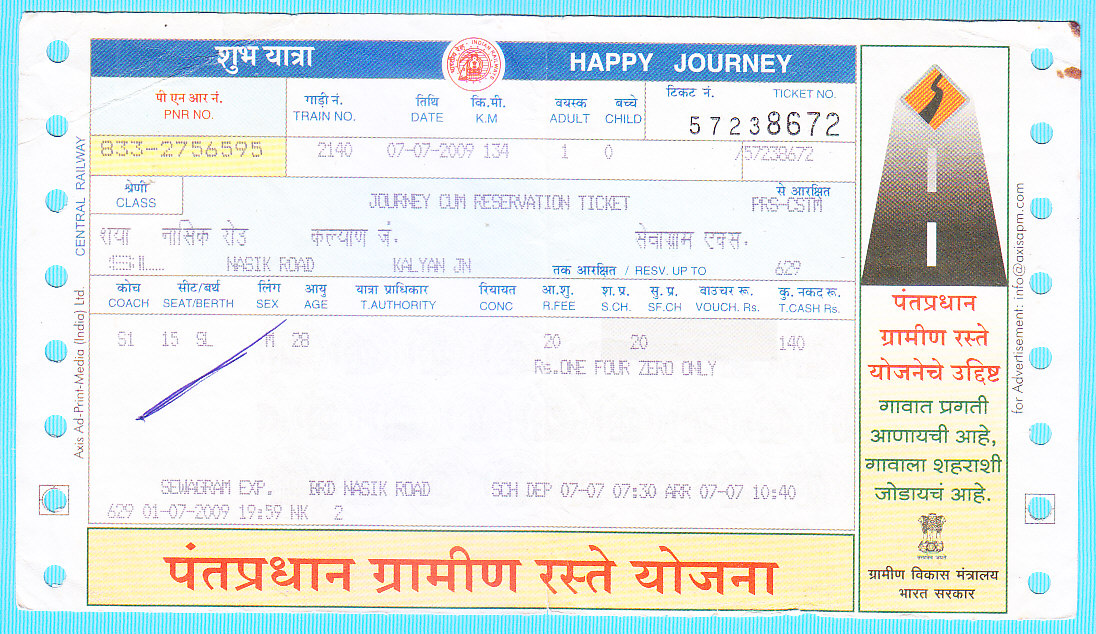 शुभ यात्रा HAPPY JOURNEY
पी एन आर नं. गाड़ी नं. तिथि कि.मी. वयस्क बच्चे टिकट नं. TICKET NO.
PNR NO. TRAIN NO. DATE K.M ADULT CHILD 57238672
833-2756595 2140 07-07-2009 134 1 0 /57238672
श्रेणी से आरक्षित
CLASS JOURNEY CUM RESERVATION TICKET PRS-CSTM
शया नासिक रोड कल्याण जं. सेवाग्राम एक्स.
SL NASIK ROAD KALYAN JN तक आरक्षित / RESV. UP TO 629
कोच सीट/बर्थ लिंग आयु यात्रा प्राधिकार रियायत आ.शु. श.प्र. सु.प्र. वाउचर रू. कु. नकद रू.
COACH SEAT/BERTH SEX AGE T.AUTHORITY CONC R.FEE S.CH. SF.CH VOUCH. Rs. T.CASH Rs.
S1 15 SL M 28 20 20 140
Rs.ONE FOUR ZERO ONLY
SEWAGRAM EXP. BRD NASIK ROAD SCH DEP 07-07 07:30 ARR 07-07 10:40
629 01-07-2009 19:59 NK 2
पंतप्रधान ग्रामीण रस्ते योजना
पंतप्रधान
ग्रामीण रस्ते
योजनेचे उद्दिष्ट
गावात प्रगती
आणायची आहे,
गावाला शहराशी
जोडायचं आहे.
ग्रामीण विकास मंत्रालय
भारत सरकार
CENTRAL RAILWAY
Axis Ad-Print-Media (India) Ltd.
for Advertisement: info@axisapm.com